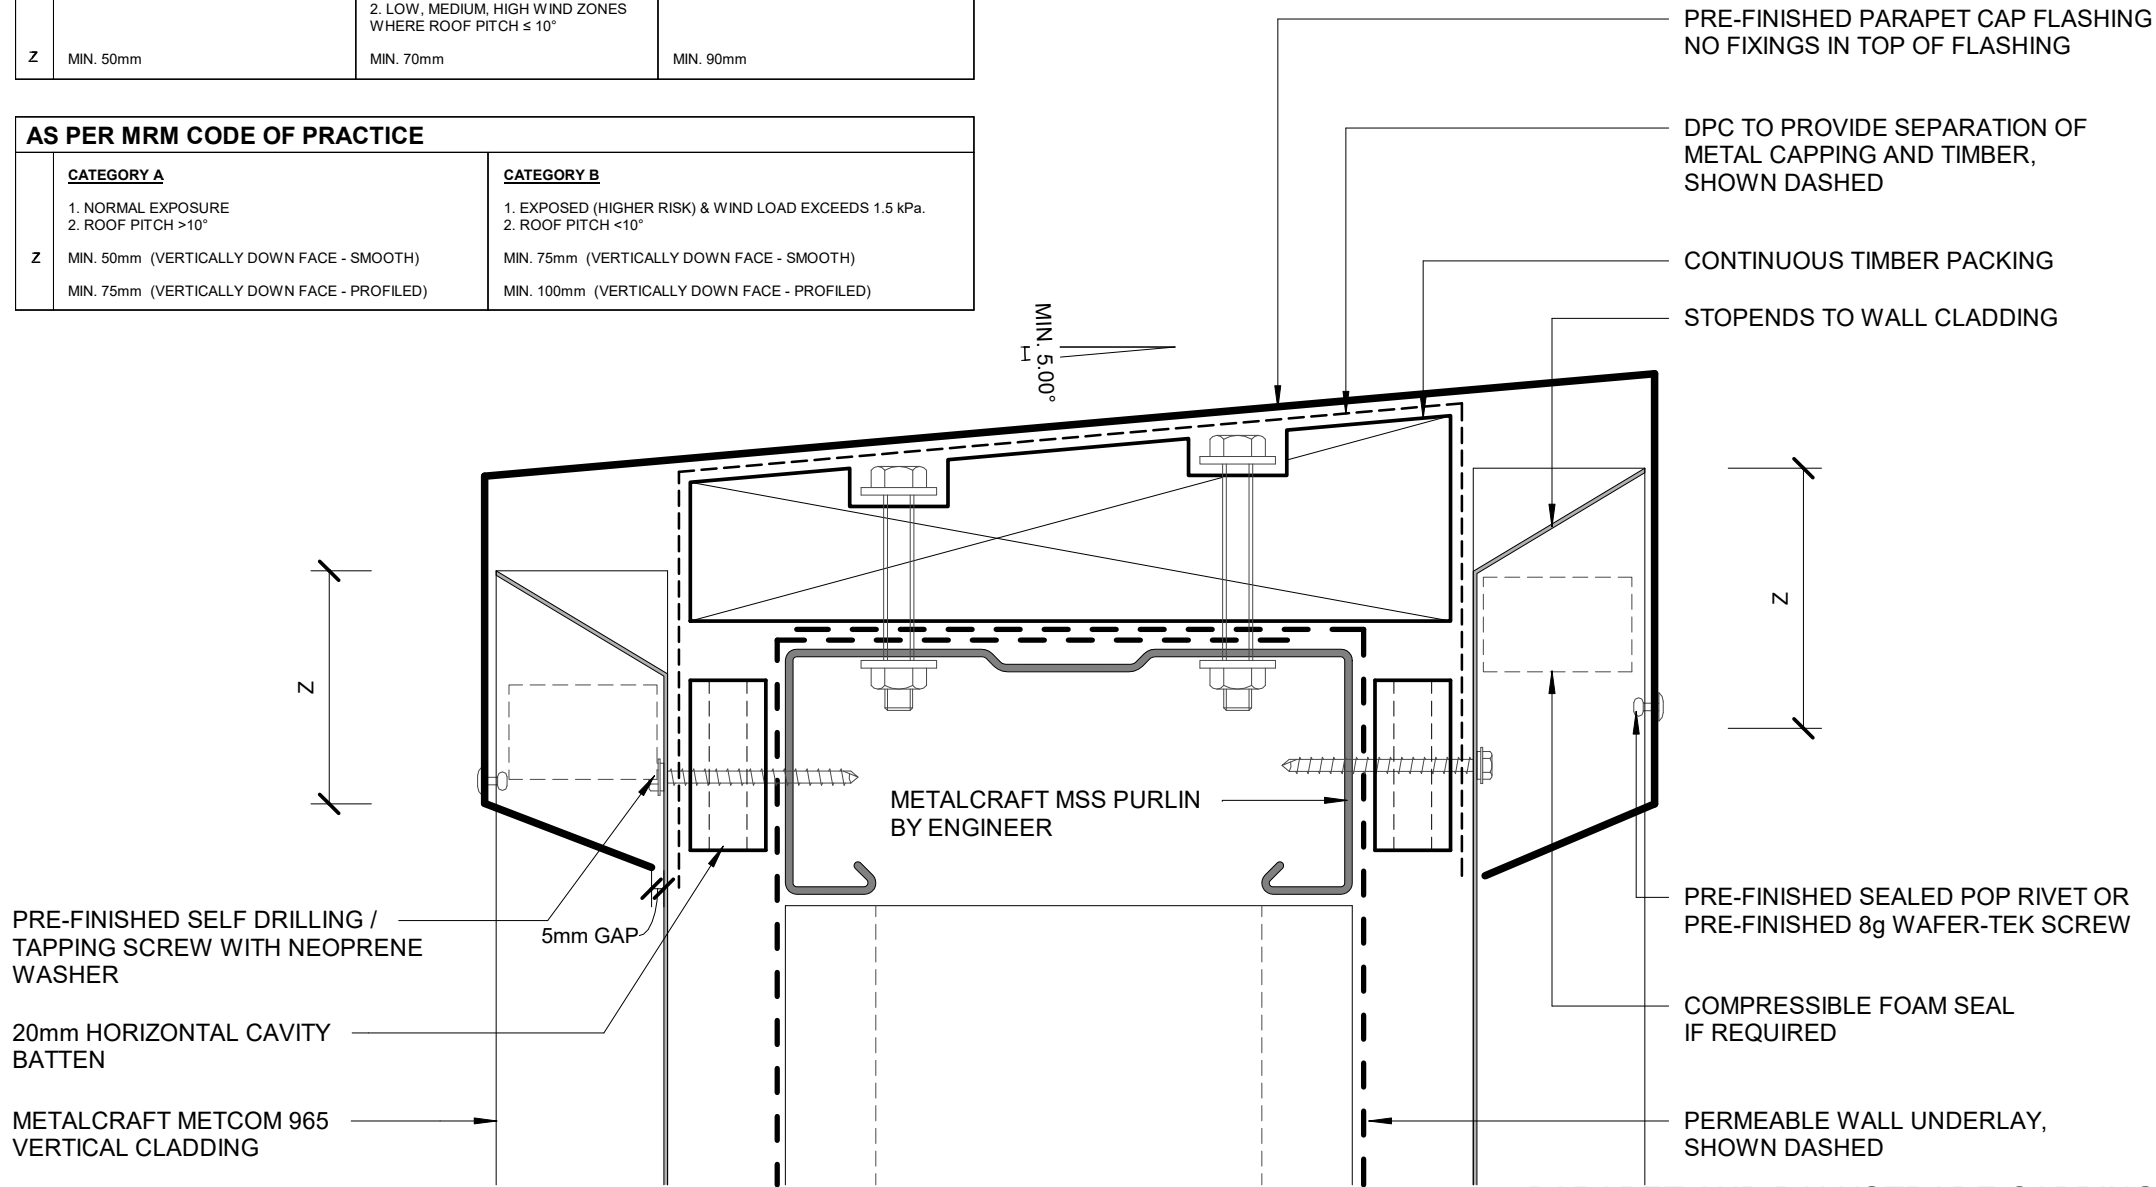 2. LOW, MEDIUM, HIGH WIND ZONES
WHERE ROOF PITCH ≤ 10°
Z
MIN. 50mm
MIN. 70mm
MIN. 90mm
AS PER MRM CODE OF PRACTICE
CATEGORY A
1. NORMAL EXPOSURE
2. ROOF PITCH >10°
Z
MIN. 50mm (VERTICALLY DOWN FACE - SMOOTH)
MIN. 75mm (VERTICALLY DOWN FACE - PROFILED)
CATEGORY B
1. EXPOSED (HIGHER RISK) & WIND LOAD EXCEEDS 1.5 kPa.
2. ROOF PITCH <10°
MIN. 75mm (VERTICALLY DOWN FACE - SMOOTH)
MIN. 100mm (VERTICALLY DOWN FACE - PROFILED)
PRE-FINISHED PARAPET CAP FLASHING
NO FIXINGS IN TOP OF FLASHING
DPC TO PROVIDE SEPARATION OF
METAL CAPPING AND TIMBER,
SHOWN DASHED
CONTINUOUS TIMBER PACKING
STOPENDS TO WALL CLADDING
MIN. 5.00°
Z
Z
METALCRAFT MSS PURLIN
BY ENGINEER
PRE-FINISHED SELF DRILLING /
TAPPING SCREW WITH NEOPRENE
WASHER
5mm GAP
20mm HORIZONTAL CAVITY
BATTEN
METALCRAFT METCOM 965
VERTICAL CLADDING
PRE-FINISHED SEALED POP RIVET OR
PRE-FINISHED 8g WAFER-TEK SCREW
COMPRESSIBLE FOAM SEAL
IF REQUIRED
PERMEABLE WALL UNDERLAY,
SHOWN DASHED